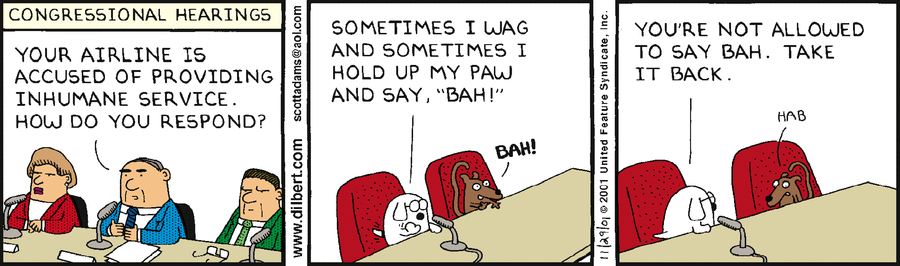 CONGRESSIONAL HEARINGS
YOUR AIRLINE IS
ACCUSED OF PROVIDING
INHUMANE SERVICE.
HOW DO YOU RESPOND?
www.dilbert.com scottadams@aol.com
SOMETIMES I WAG
AND SOMETIMES I
HOLD UP MY PAW
AND SAY, "BAH!"
BAH!
11/29/01 © 2001 United Feature Syndicate, Inc.
YOU'RE NOT ALLOWED
TO SAY BAH. TAKE
IT BACK.
HAB